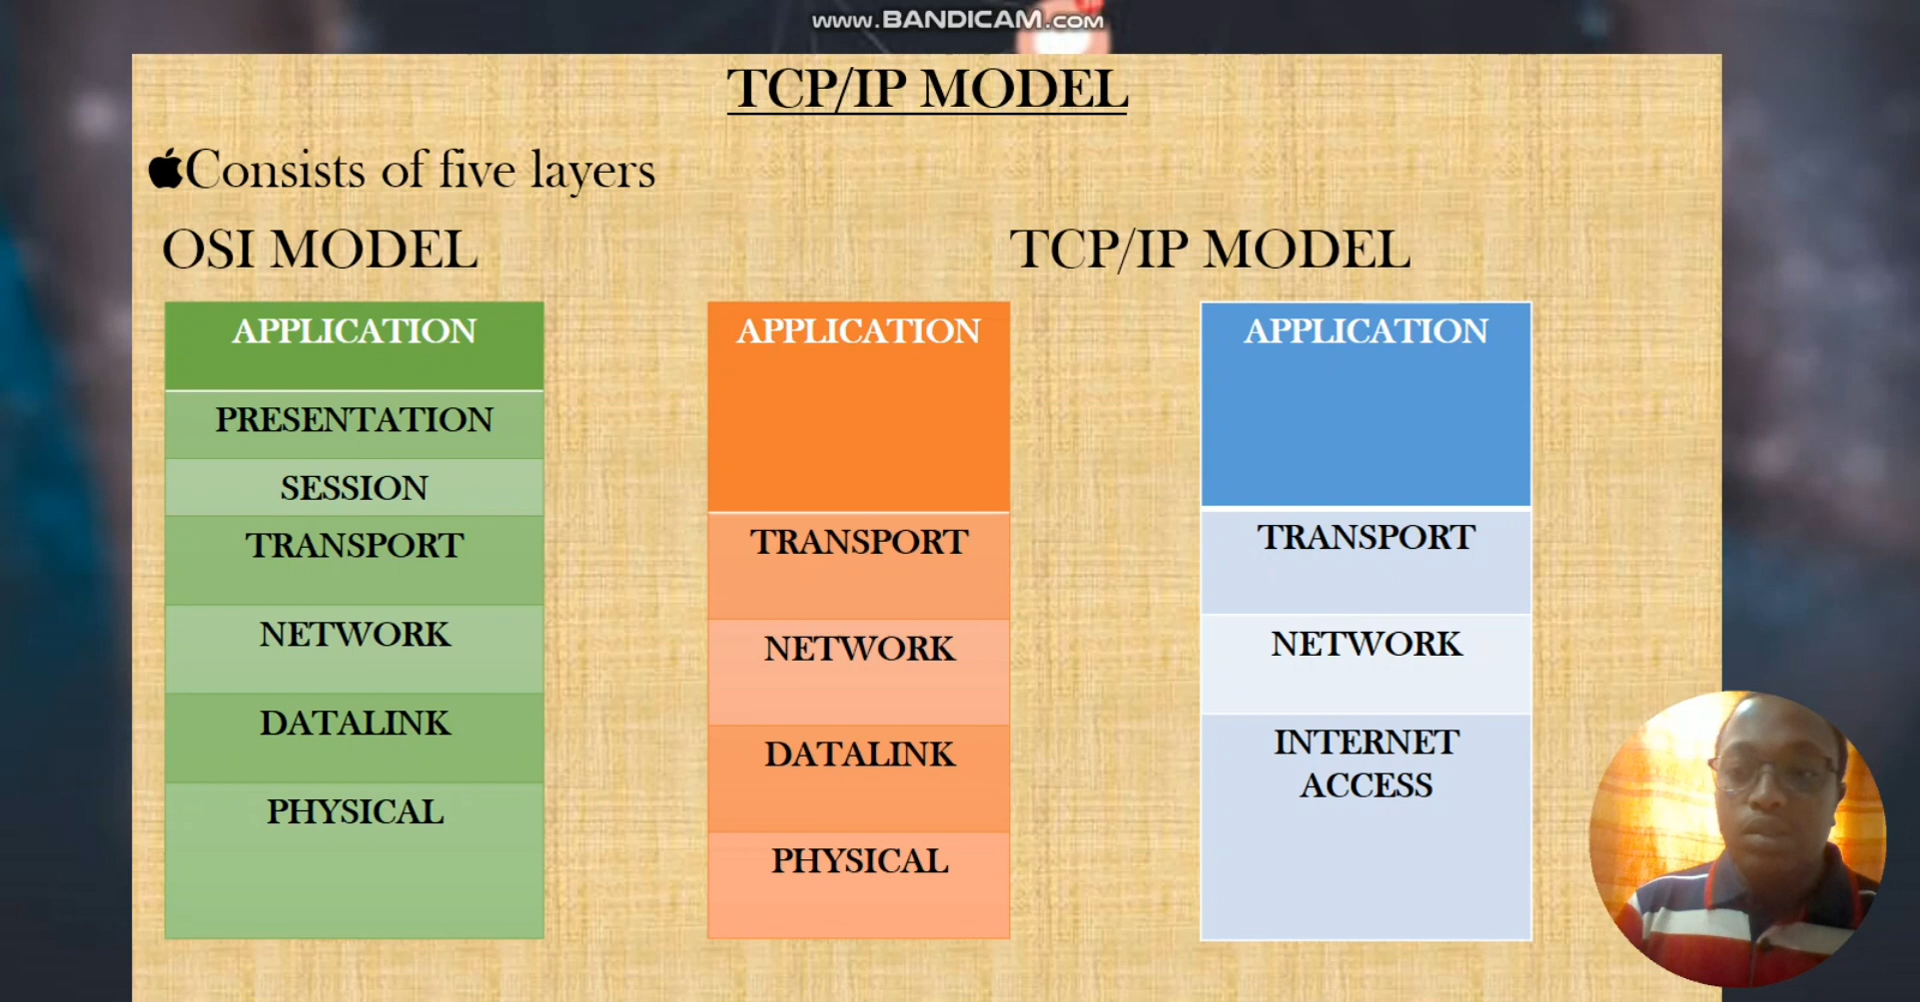 www.BANDICAM.com
TCP/IP MODEL
Consists of five layers
OSI MODEL
TCP/IP MODEL
APPLICATION
PRESENTATION
SESSION
TRANSPORT
NETWORK
DATALINK
PHYSICAL
APPLICATION
TRANSPORT
NETWORK
DATALINK
PHYSICAL
APPLICATION
TRANSPORT
NETWORK
INTERNET
ACCESS